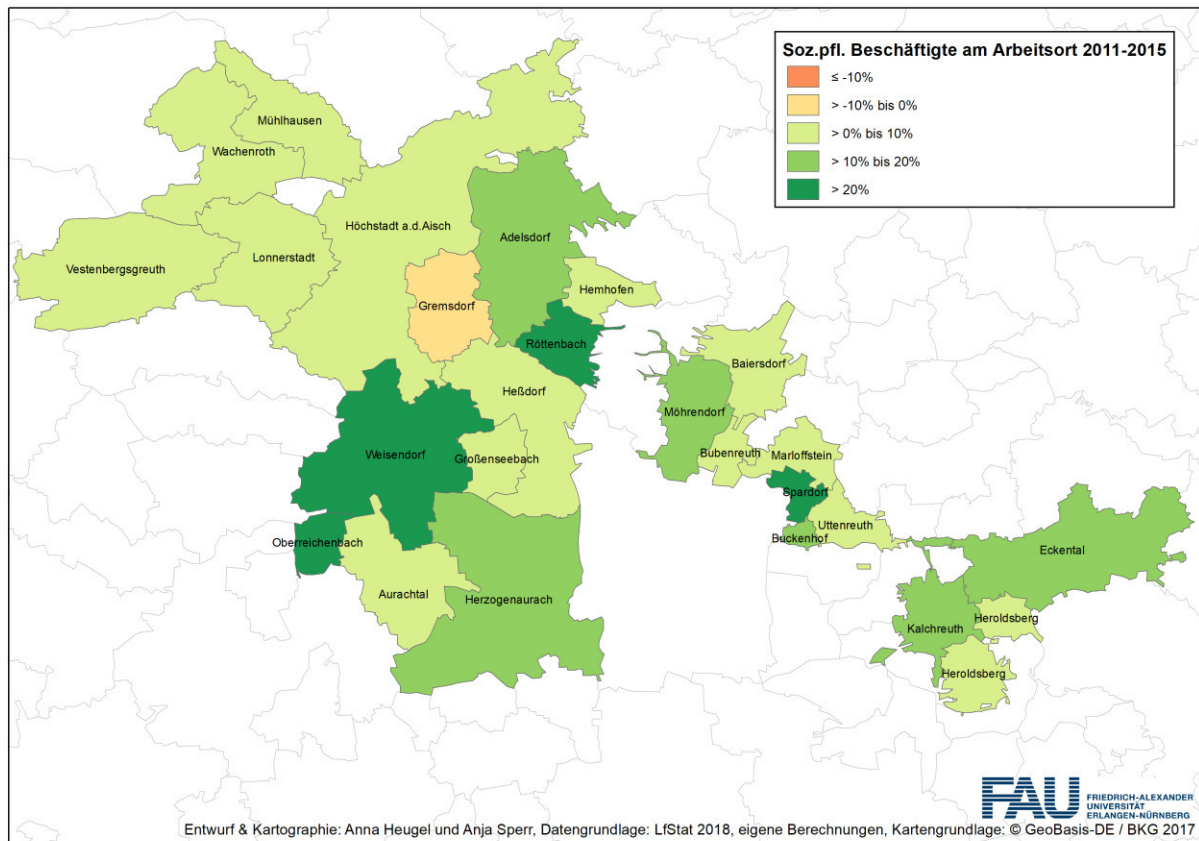 Soz.pfl. Beschäftigte am Arbeitsort 2011-2015
≤ -10%
> -10% bis 0%
> 0% bis 10%
> 10% bis 20%
> 20%
Mühlhausen
Wachenroth
Höchstadt a.d.Aisch
Adelsdorf
Lonnerstadt
Vestenbergsgreuth
Hemhofen
Gremsdorf
Röttenbach
Baiersdorf
Heßdorf
Möhrendorf
Bubenreuth
Marloffstein
Weisendorf
Großenseebach
Spardorf
Uttenreuth
Buckenhof
Oberreichenbach
Eckental
Aurachtal
Herzogenaurach
Heroldsberg
Kalchreuth
Heroldsberg
FAU
FRIEDRICH-ALEXANDER
UNIVERSITÄT
ERLANGEN-NÜRNBERG
Entwurf & Kartographie: Anna Heugel und Anja Sperr, Datengrundlage: LfStat 2018, eigene Berechnungen, Kartengrundlage: © GeoBasis-DE / BKG 2017